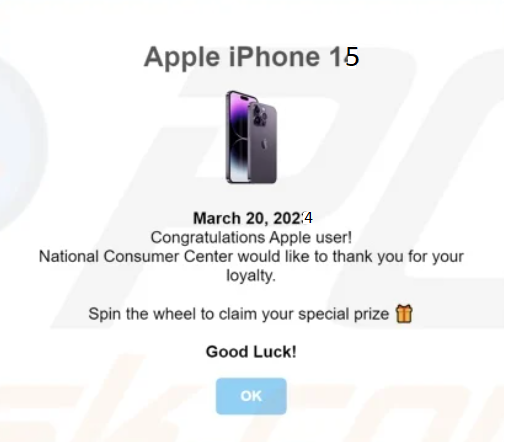 Apple iPhone 15
March 20, 2024
Congratulations Apple user!
National Consumer Center would like to thank you for your
loyalty.
Spin the wheel to claim your special prize 🎁
Good Luck!
OK